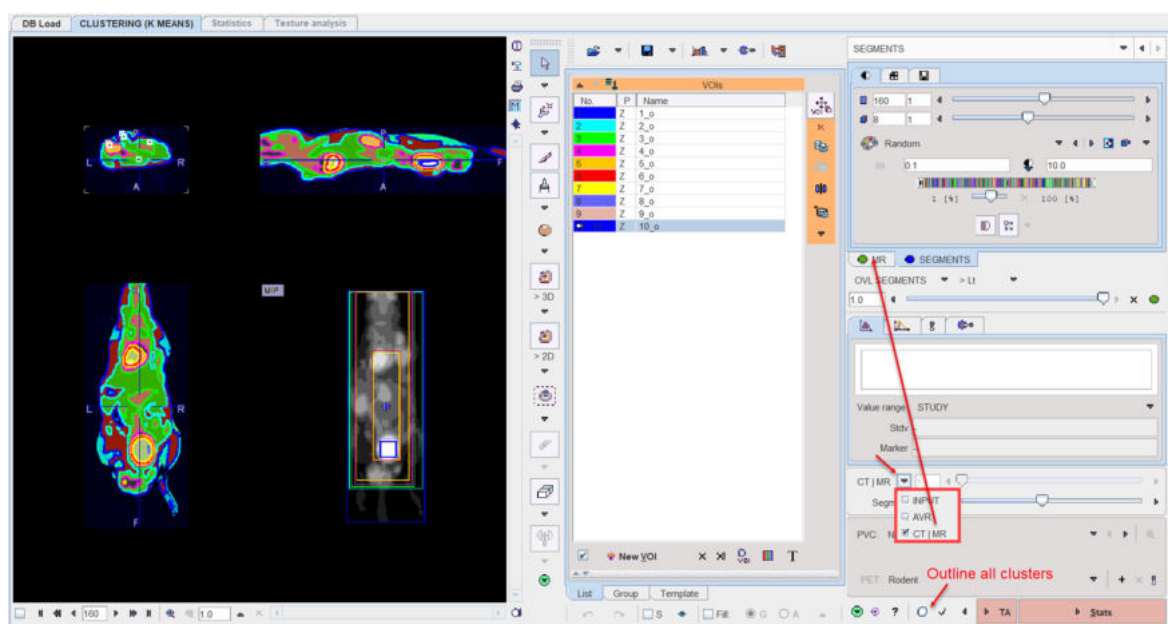 DB Load CLUSTERING (K MEANS) Statistics Texture analysis
SEGMENTS
VOIs
No. P Name
Z 1_o
2 Z 2_o
3 Z 3_o
4 Z 4_o
5 Z 5_o
6 Z 6_o
7 Z 7_o
8 Z 8_o
9 Z 9_o
Z 10_o
160 1
8 1
Random
0.1 10.0
1 [%] 100 [%]
MR SEGMENTS
OVL SEGMENTS > Lt
1.0
P
L R
A
P
F
A
MIP
L R
F
M
> 3D
> 2D
Value range STUDY
Stdv
Marker
CT | MR
Segm
INPUT
AVR
CT | MR
PVC N
PET Rodent
Outline all clusters
New VOI
T
List Group Template
160 1.0
S Fill G A
? TA Stats